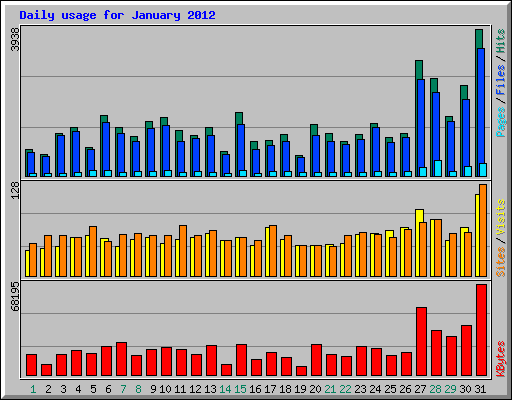 Daily usage for January 2012
3938
Pages / Files / Hits
128
Sites / Visits
68195
KBytes
1 2 3 4 5 6 7 8 9 10 11 12 13 14 15 16 17 18 19 20 21 22 23 24 25 26 27 28 29 30 31